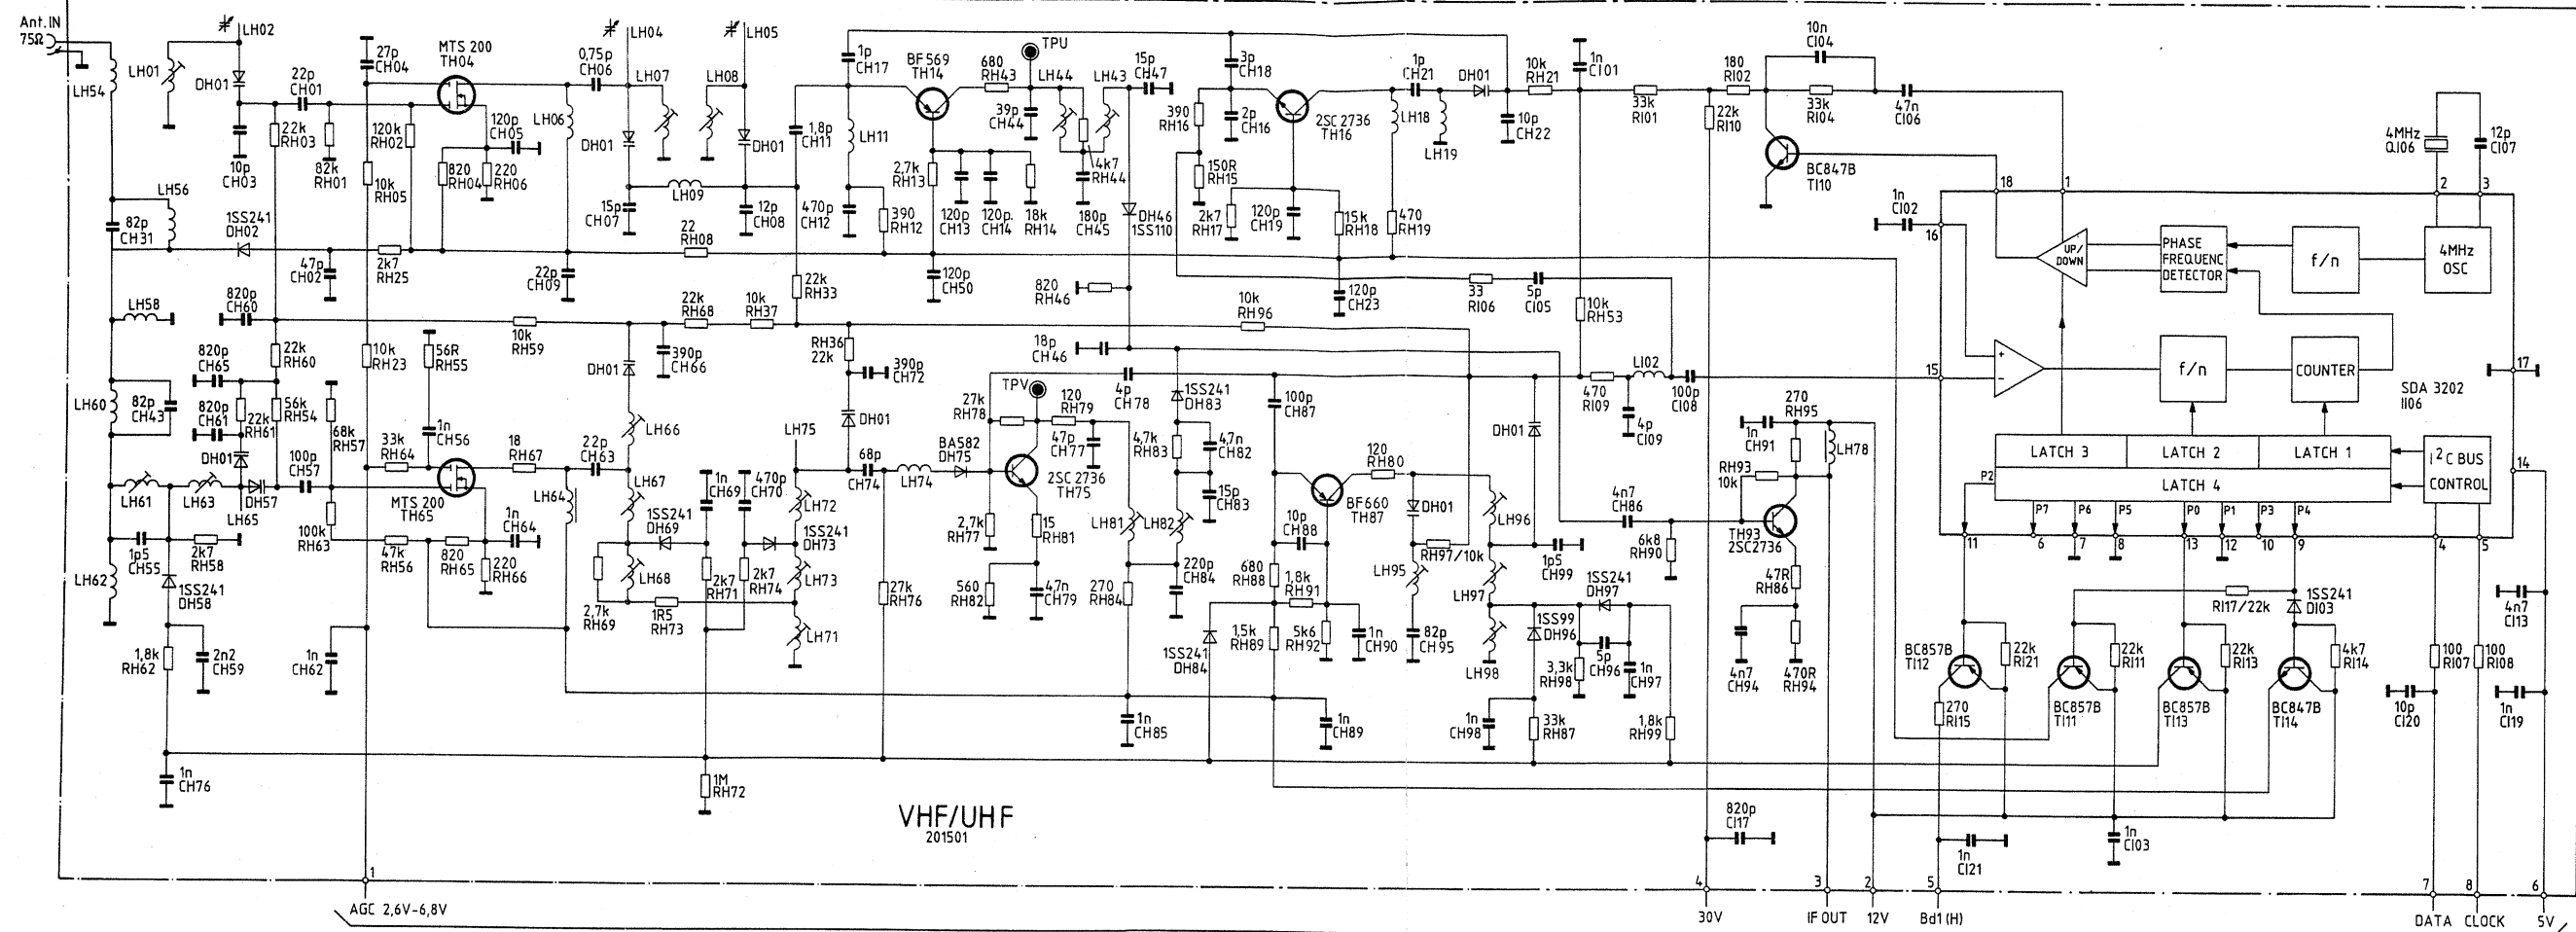 Ant. IN
75Ω
LH54
LH01
LH02
DH01
22p
CH01
10p
CH03
22k
RH03
82k
RH01
27p
CH04
MTS 200
TH04
120k
RH02
10k
RH05
820
RH04
120p
CH05
220
RH06
LH06
0,75p
CH06
LH04
LH07
DH01
LH05
LH08
DH01
LH09
15p
CH07
12p
CH08
1p
CH17
1,8p
CH11
LH11
470p
CH12
390
RH12
BF569
TH14
2,7k
RH13
120p
CH13
120p.
CH14
18k
RH14
680
RH43
TPU
39p
CH44
LH44
LH43
4k7
RH44
180p
CH45
15p
CH47
DH46
1SS110
3p
CH18
390
RH16
2p
CH16
2SC 2736
TH16
150R
RH15
2k7
RH17
120p
CH19
15k
RH18
470
RH19
LH18
1p
CH21
LH19
DH01
10p
CH22
10k
RH21
1n
CI01
33k
RI01
180
RI02
22k
RI10
10n
CI04
33k
RI04
47n
CI06
BC847B
TI10
4MHz
QI06
12p
CI07
18
1
2
3
1n
CI02
16
UP/
DOWN
PHASE
FREQUENC
DETECTOR
f/n
4MHz
OSC
LH56
82p
CH31
1SS241
DH02
47p
CH02
2k7
RH25
22p
CH09
22
RH08
22k
RH33
120p
CH50
820
RH46
120p
CH23
33
RI06
5p
CI05
10k
RH53
LH58
820p
CH60
10k
RH59
22k
RH68
10k
RH37
10k
RH96
820p
CH65
22k
RH60
10k
RH23
56R
RH55
DH01
390p
CH66
RH36
22k
390p
CH72
18p
CH46
15
+
-
f/n
COUNTER
17
SDA 3202
II06
LH60
82p
CH43
820p
CH61
22k
RH61
56k
RH54
68k
RH57
DH01
TPV
4p
CH78
1SS241
DH83
100p
CH87
470
RI09
LI02
100p
CI08
4p
CI09
270
RH95
LH78
1n
CH91
LATCH 3
LATCH 2
LATCH 1
LATCH 4
I²C BUS
CONTROL
14
LH61
LH63
DH01
DH57
LH65
100p
CH57
33k
RH64
1n
CH56
18
RH67
22p
CH63
LH66
LH67
LH64
MTS 200
TH65
LH75
1n
CH69
470p
CH70
LH72
68p
CH74
LH74
BA582
DH75
27k
RH78
120
RH79
47p
CH77
2SC 2736
TH75
4,7k
RH83
4,7n
CH82
15p
CH83
120
RH80
BF660
TH87
DH01
DH01
LH96
4n7
CH86
RH93
10k
TH93
2SC2736
P2
P7
P6
P5
P0
P1
P3
P4
11
6
7
8
13
12
10
9
4
5
1p5
CH55
2k7
RH58
LH62
1SS241
DH58
100k
RH63
47k
RH56
820
RH65
1n
CH64
220
RH66
1SS241
DH69
LH68
2,7k
RH69
1R5
RH73
2k7
RH71
2k7
RH74
1SS241
DH73
LH73
LH71
27k
RH76
2,7k
RH77
15
RH81
560
RH82
4,7n
CH79
LH81
LH82
270
RH84
220p
CH84
10p
CH88
680
RH88
1,8k
RH91
1,5k
RH89
5k6
RH92
1n
CH90
1SS241
DH84
RH97/10k
LH95
82p
CH95
LH97
LH98
1p5
CH99
1SS241
DH97
1SS99
DH96
3,3k
RH98
5p
CH96
1n
CH97
6k8
RH90
47R
RH86
4n7
CH94
470R
RH94
RI17/22k
1SS241
DI03
BC857B
TI12
22k
RI21
22k
RI11
22k
RI13
4k7
RI14
BC857B
TI11
BC857B
TI13
BC847B
TI14
270
RI15
100
RI07
100
RI08
4n7
CI13
10p
CI20
1n
CI19
1,8k
RH62
2n2
CH59
1n
CH62
1n
CH85
1n
CH89
1n
CH98
33k
RH87
1,8k
RH99
1n
CH76
1M
RH72
VHF/UHF
201501
820p
CI17
1n
CI21
1n
CI03
1
4
3
2
5
7
8
6
AGC 2,6V-6,8V
30V
IF OUT
12V
Bd1 (H)
DATA
CLOCK
5V